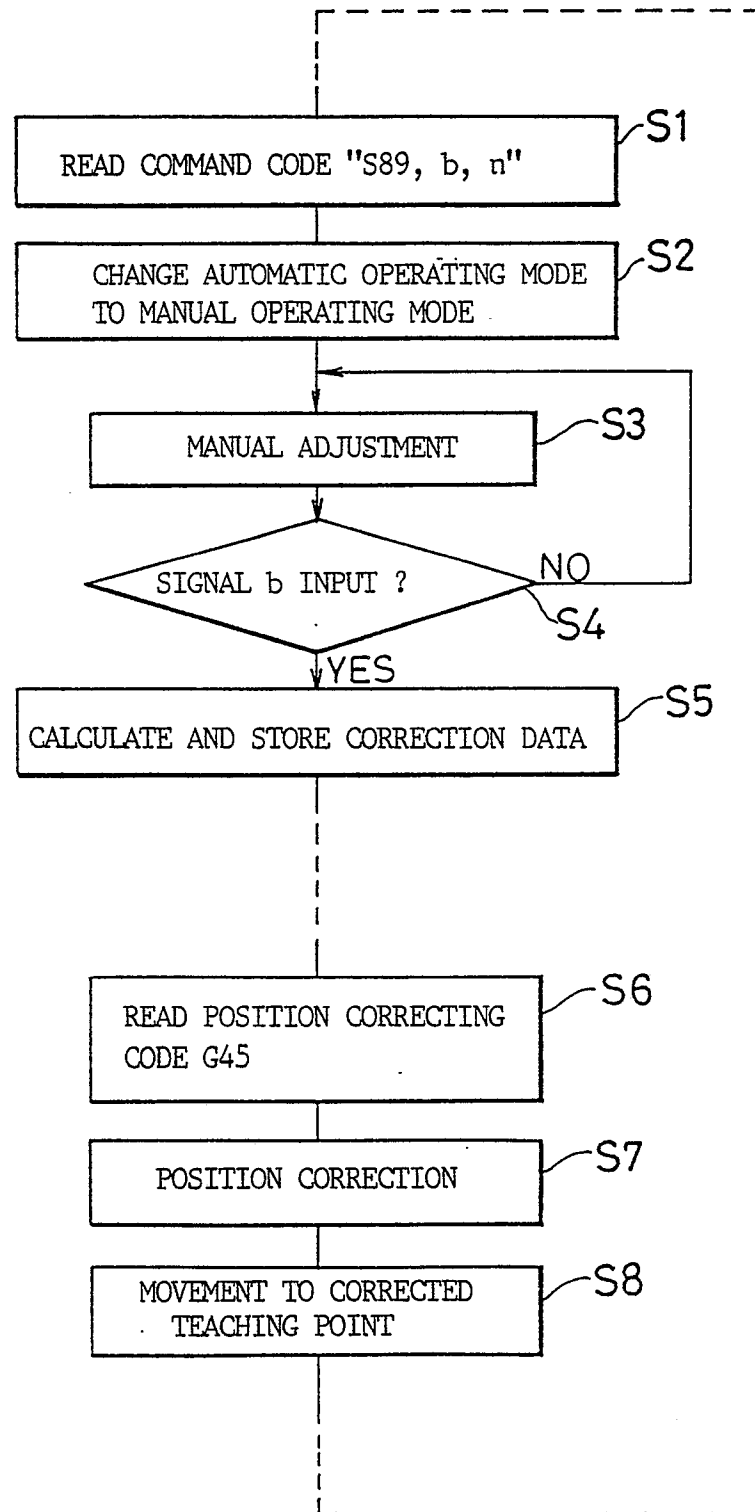 S1
READ COMMAND CODE "S89, b, n"
S2
CHANGE AUTOMATIC OPERATING MODE
TO MANUAL OPERATING MODE
S3
MANUAL ADJUSTMENT
SIGNAL b INPUT ?
NO
S4
YES
S5
CALCULATE AND STORE CORRECTION DATA
S6
READ POSITION CORRECTING
CODE G45
S7
POSITION CORRECTION
S8
MOVEMENT TO CORRECTED
TEACHING POINT